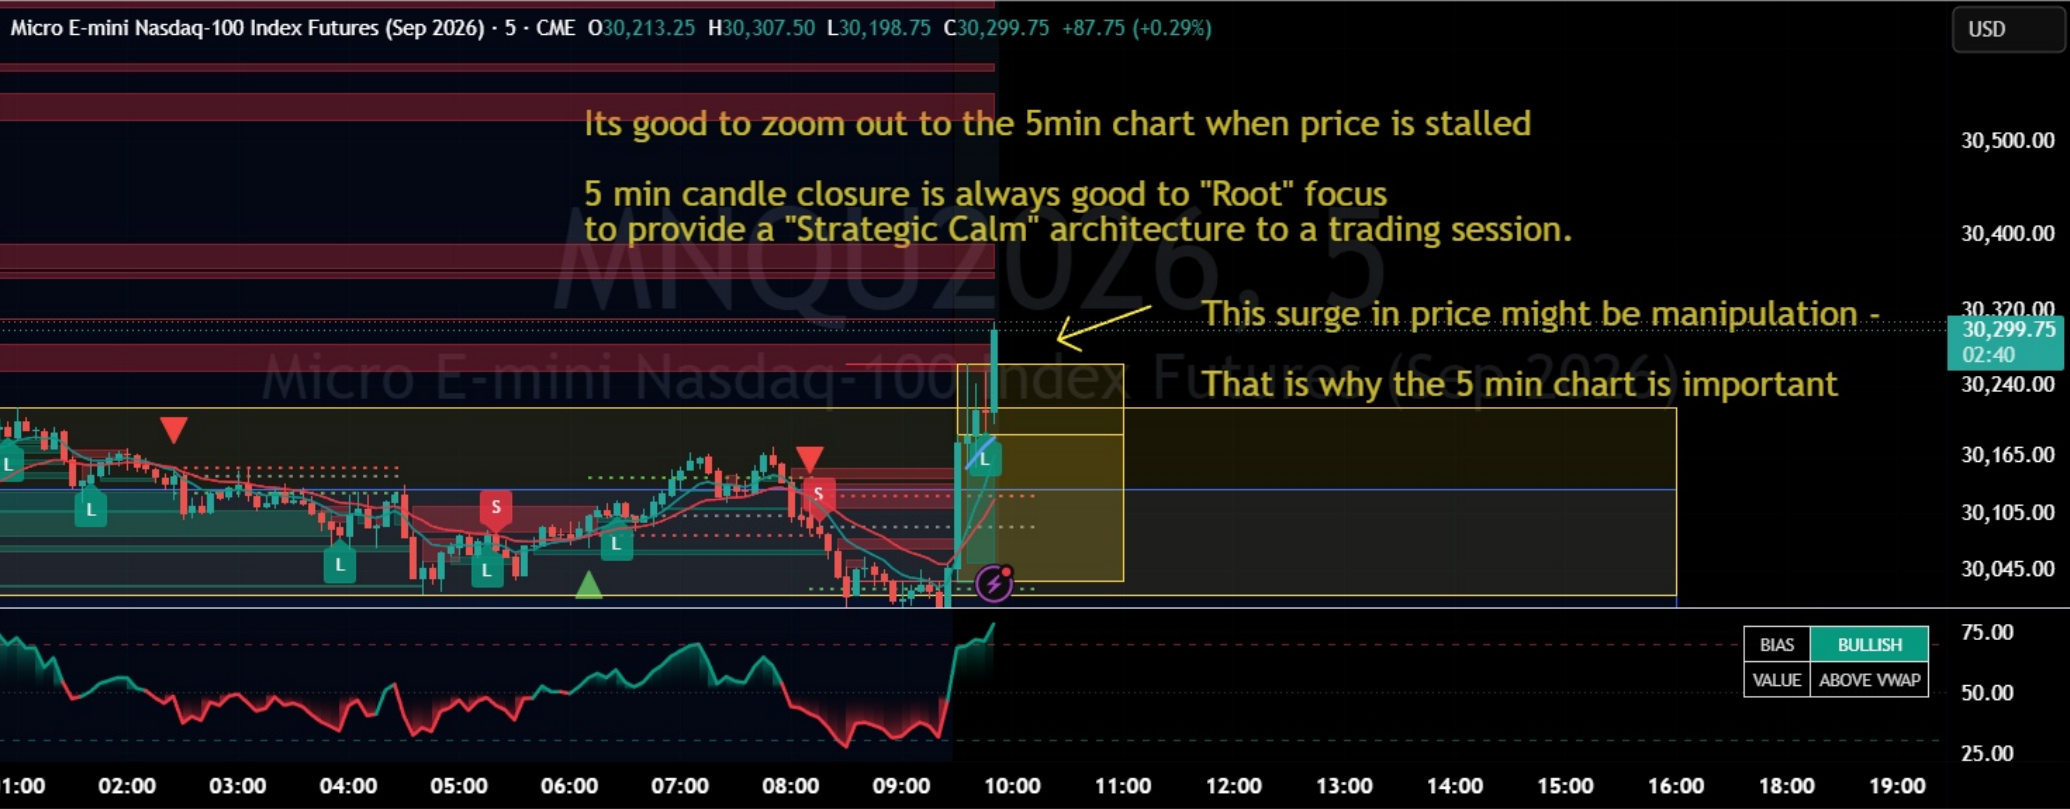 Micro E-mini Nasdaq-100 Index Futures (Sep 2026) · 5 · CME O30,213.25 H30,307.50 L30,198.75 C30,299.75 +87.75 (+0.29%)
USD
Its good to zoom out to the 5min chart when price is stalled
30,500.00
5 min candle closure is always good to "Root" focus
to provide a "Strategic Calm" architecture to a trading session.
30,400.00
MNQU2026, 5
This surge in price might be manipulation -
30,320.00
30,299.75
02:40
Micro E-mini Nasdaq-100 Index Futures (Sep 2026)
That is why the 5 min chart is important
30,240.00
L
L
L
S
L
L
S
L
30,165.00
30,105.00
30,045.00
75.00
BIAS BULLISH
VALUE ABOVE VWAP
50.00
25.00
01:00 02:00 03:00 04:00 05:00 06:00 07:00 08:00 09:00 10:00 11:00 12:00 13:00 14:00 15:00 16:00 18:00 19:00